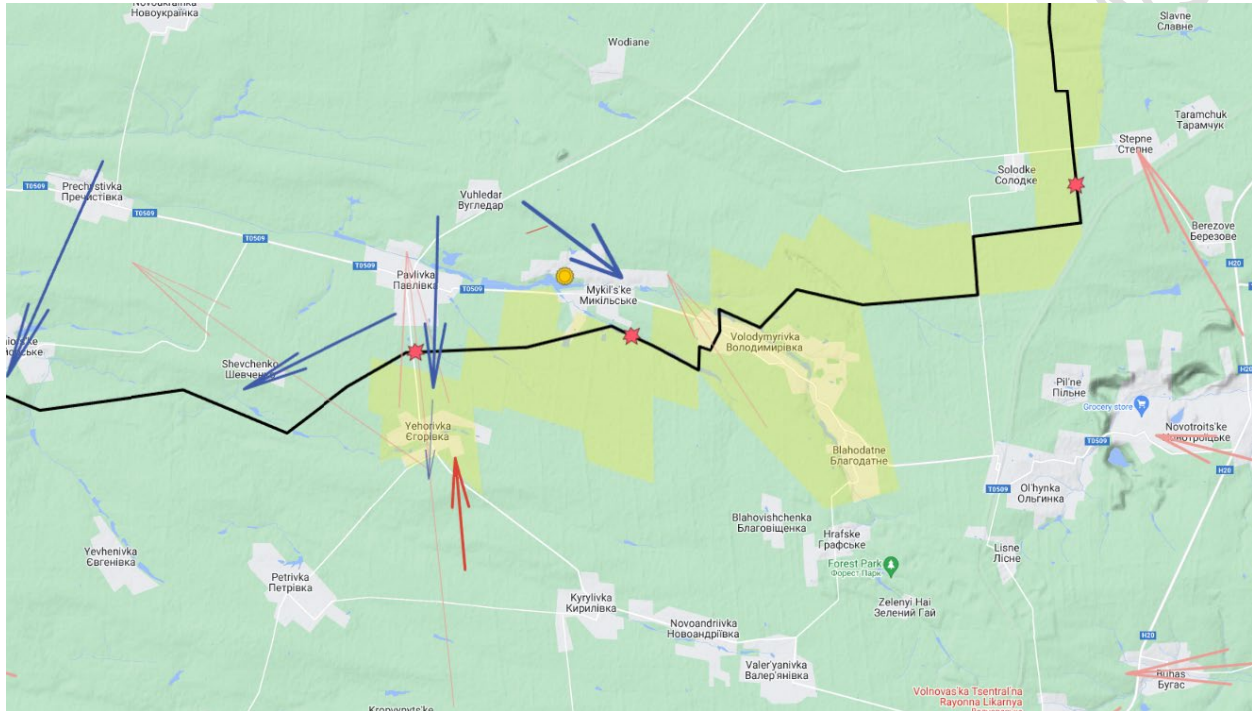 Новоукраїнка
Slavne
Славне
Wodiane
Taramchuk
Тарамчук
Stepne
Степне
Solodke
Солодке
Prechystivka
Пречистівка
T0509
T0509
T0509
T0509
T0509
Vuhledar
Вугледар
Berezove
Березове
H20
Pavlivka
Павлівка
Mykil's'ke
Микільське
Volodymyrivka
Володимирівка
Shevchenko
H20
Pil'ne
Пільне
Grocery store
Novotroits'ke
T0509
H20
Yehorivka
Єгорівка
Blahodatne
Благодатне
T0509
Ol'hynka
Ольгинка
Blahovishchenka
Благовіщенка
Hrafske
Графське
Yevhenivka
Євгенівка
Lisne
Лісне
Forest Park
Форест Парк
Petrivka
Петрівка
Kyrylivka
Кирилівка
Zelenyi Hai
Зелений Гай
Novoandriivka
Новоандріївка
H20
Valer'yanivka
Валер'янівка
Buhas
Бугас
Volnovas'ka Tsentral'na
Rayonna Likarnya